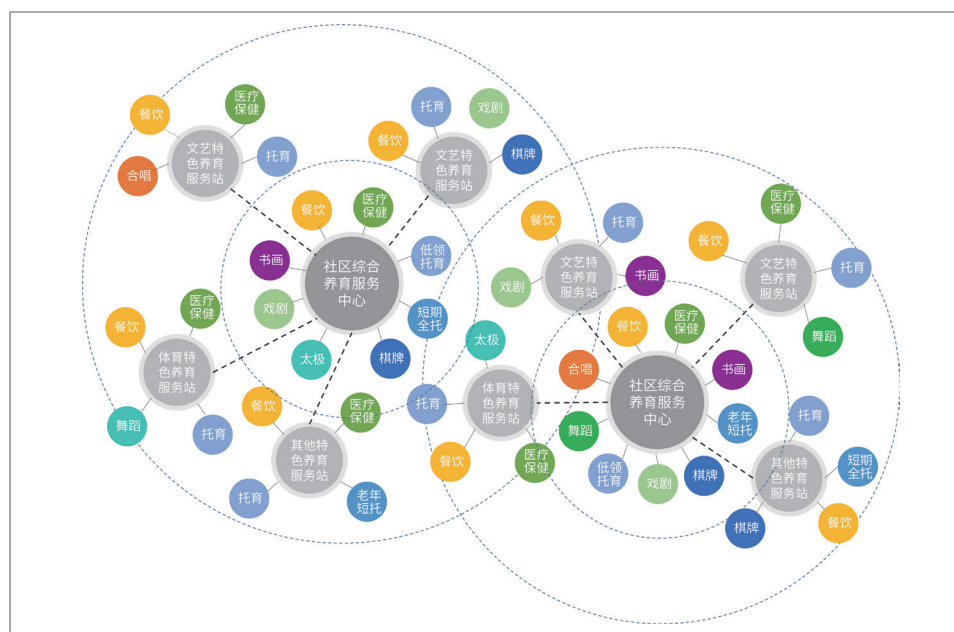 医疗
保健
餐饮
文艺特
色养育
服务站
托育
合唱
托育
戏剧
餐饮
文艺特
色养育
服务站
棋牌
餐饮
医疗
保健
书画
社区综合
养育服务
中心
低领
托育
戏剧
短期
全托
太极
棋牌
医疗
保健
餐饮
体育特
色养育
服务站
舞蹈
托育
餐饮
医疗
保健
其他特
色养育
服务站
托育
老年
短托
餐饮
托育
文艺特
色养育
服务站
戏剧
书画
医疗
保健
餐饮
文艺特
色养育
服务站
托育
舞蹈
太极
体育特
色养育
服务站
托育
餐饮
医疗
保健
餐饮
医疗
保健
合唱
社区综合
养育服务
中心
书画
舞蹈
老年
短托
低领
托育
戏剧
棋牌
托育
其他特
色养育
服务站
短期
全托
棋牌
餐饮